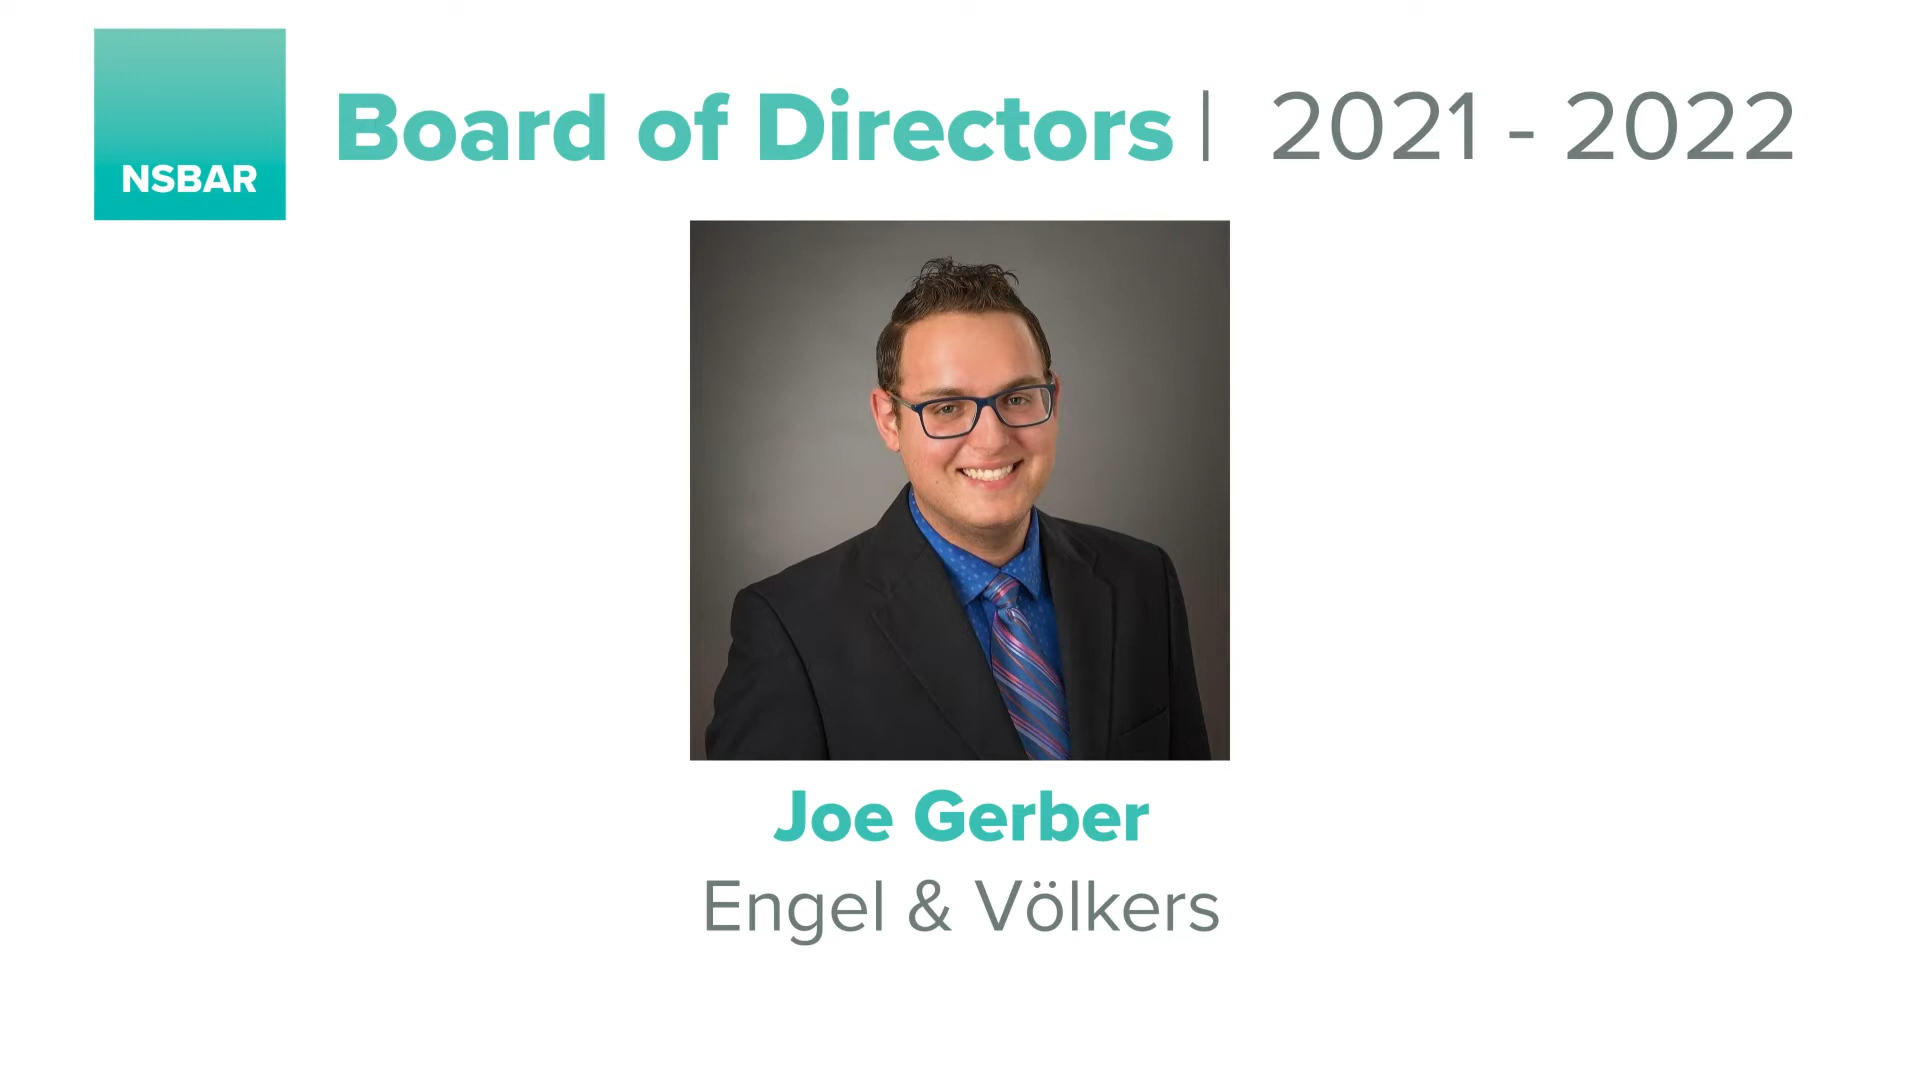 NSBAR
Board of Directors | 2021 - 2022
Joe Gerber
Engel & Völkers